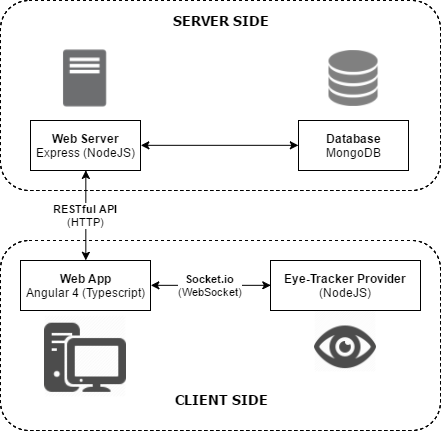 SERVER SIDE
Web Server
Express (NodeJS)
Database
MongoDB
RESTful API
(HTTP)
Web App
Angular 4 (Typescript)
Socket.io
(WebSocket)
Eye-Tracker Provider
(NodeJS)
CLIENT SIDE